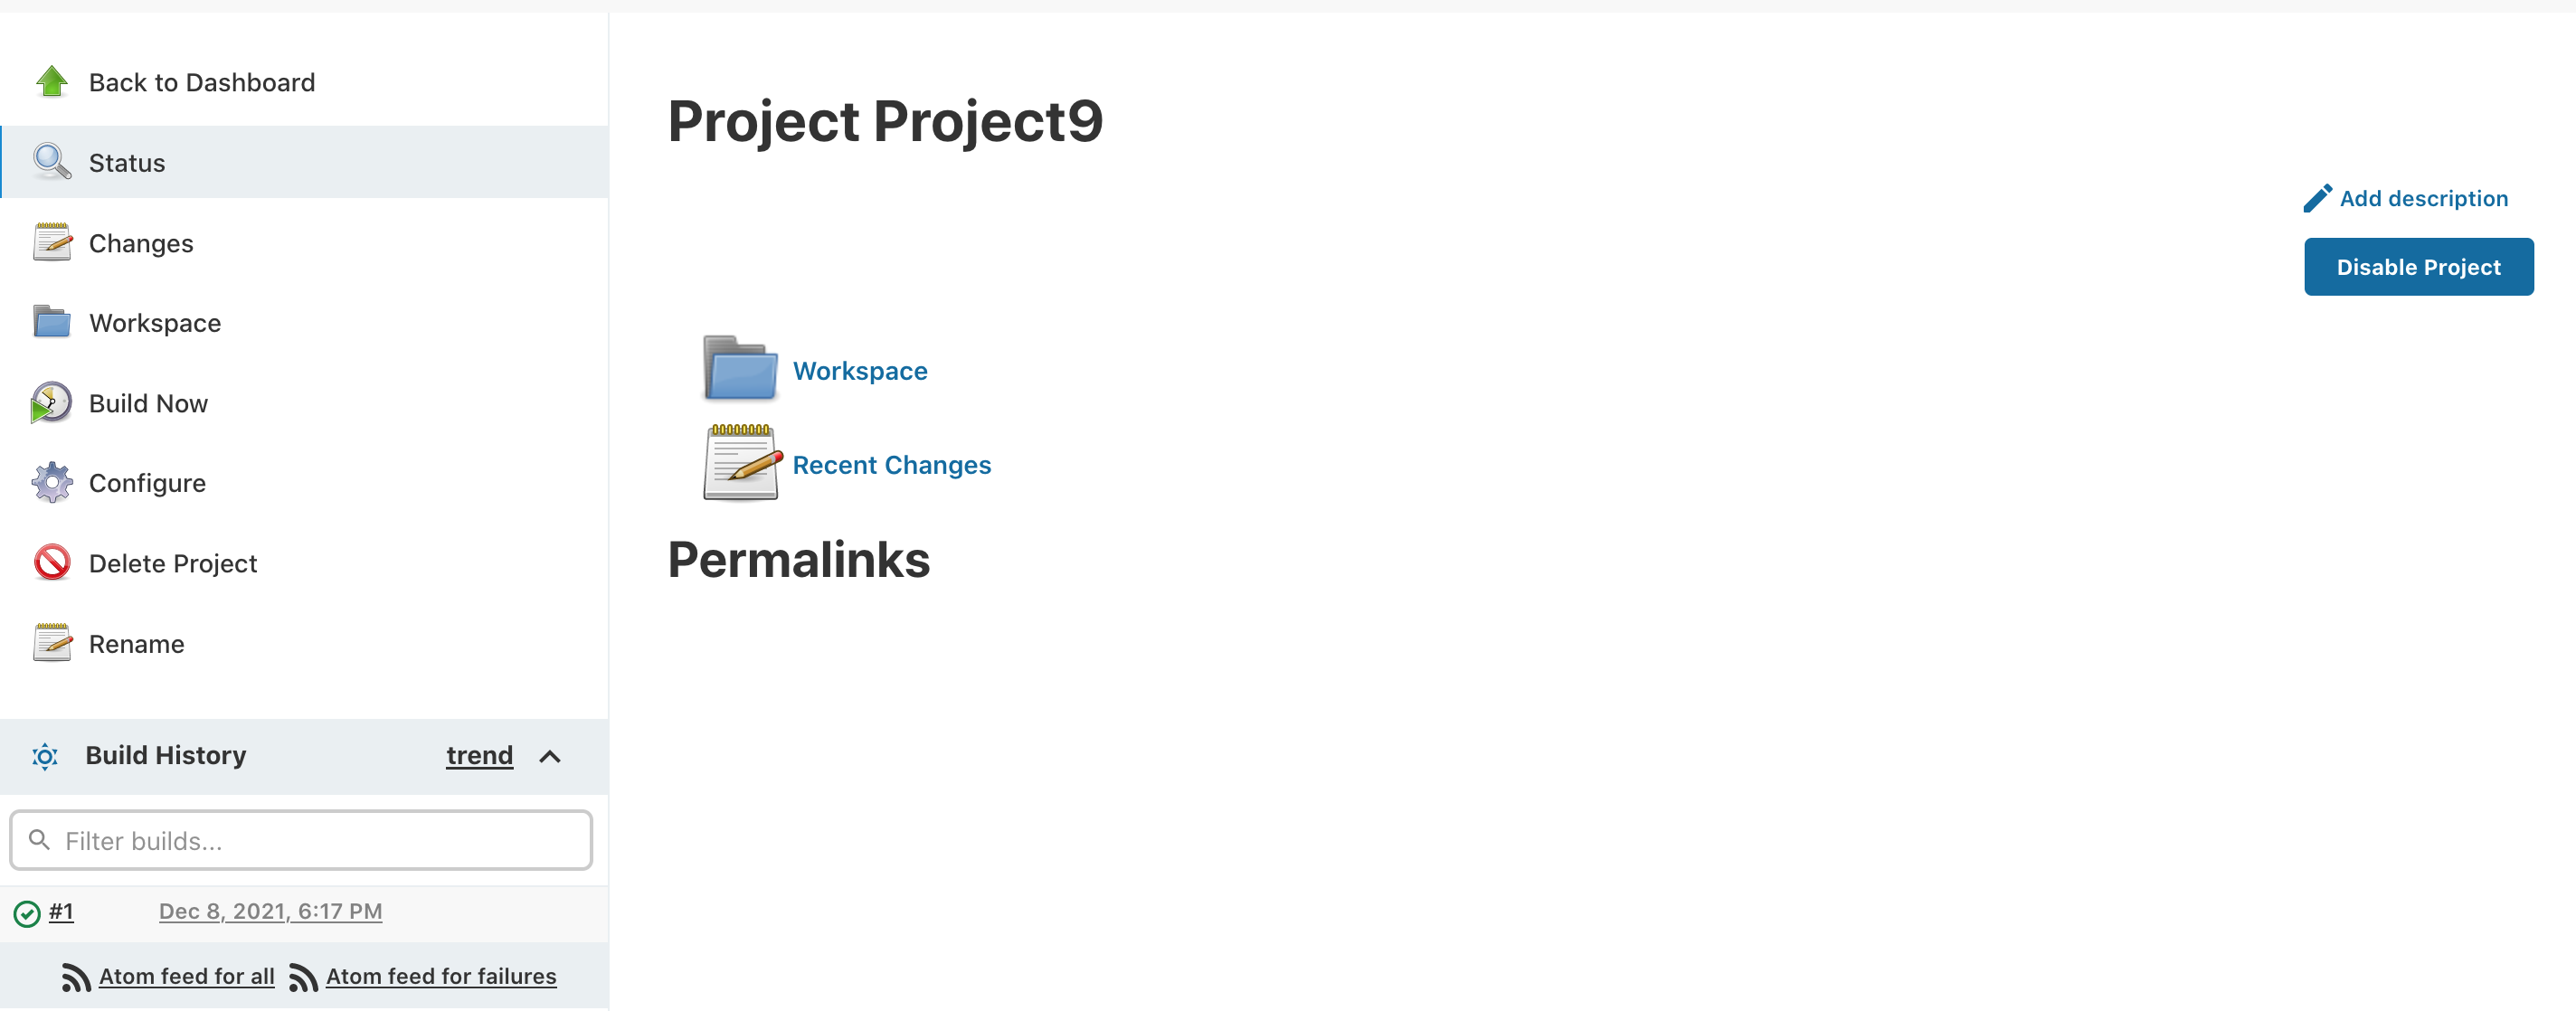 Back to Dashboard
Status
Changes
Workspace
Build Now
Configure
Delete Project
Rename
Build History trend
Filter builds...
#1 Dec 8, 2021, 6:17 PM
Atom feed for all Atom feed for failures
Project Project9
Add description
Disable Project
Workspace
Recent Changes
Permalinks